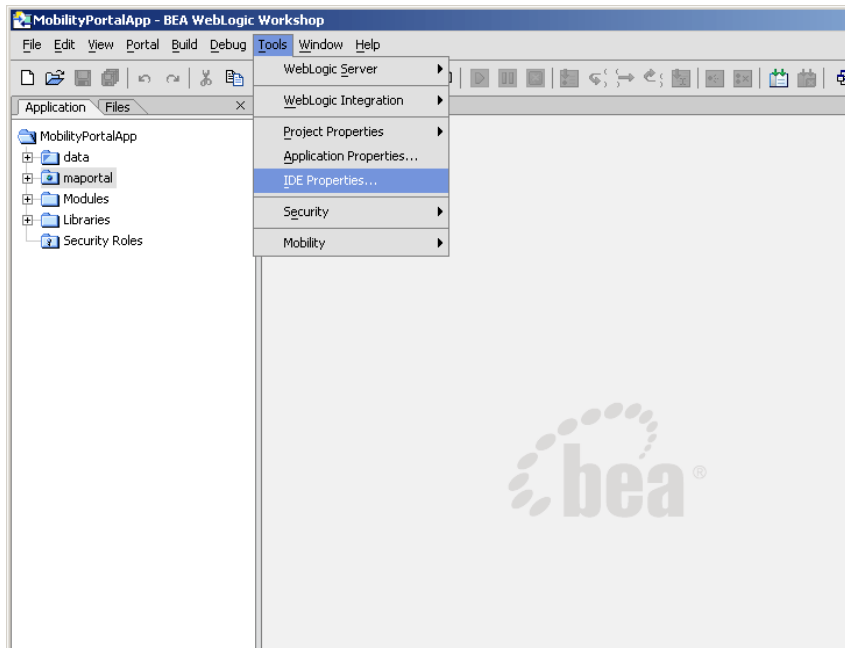 MobilityPortalApp - BEA WebLogic Workshop
File Edit View Portal Build Debug Tools Window Help
Application Files
MobilityPortalApp
data
maportal
Modules
Libraries
Security Roles
WebLogic Server
WebLogic Integration
Project Properties
Application Properties...
IDE Properties...
Security
Mobility
bea®